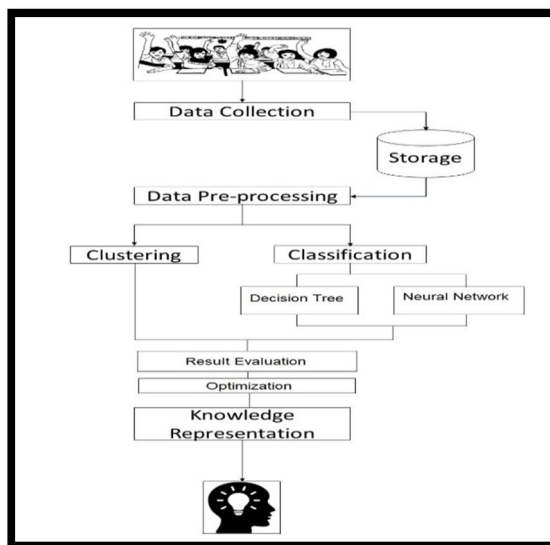 Data Collection
Storage
Data Pre-processing
Clustering
Classification
Decision Tree
Neural Network
Result Evaluation
Optimization
Knowledge
Representation